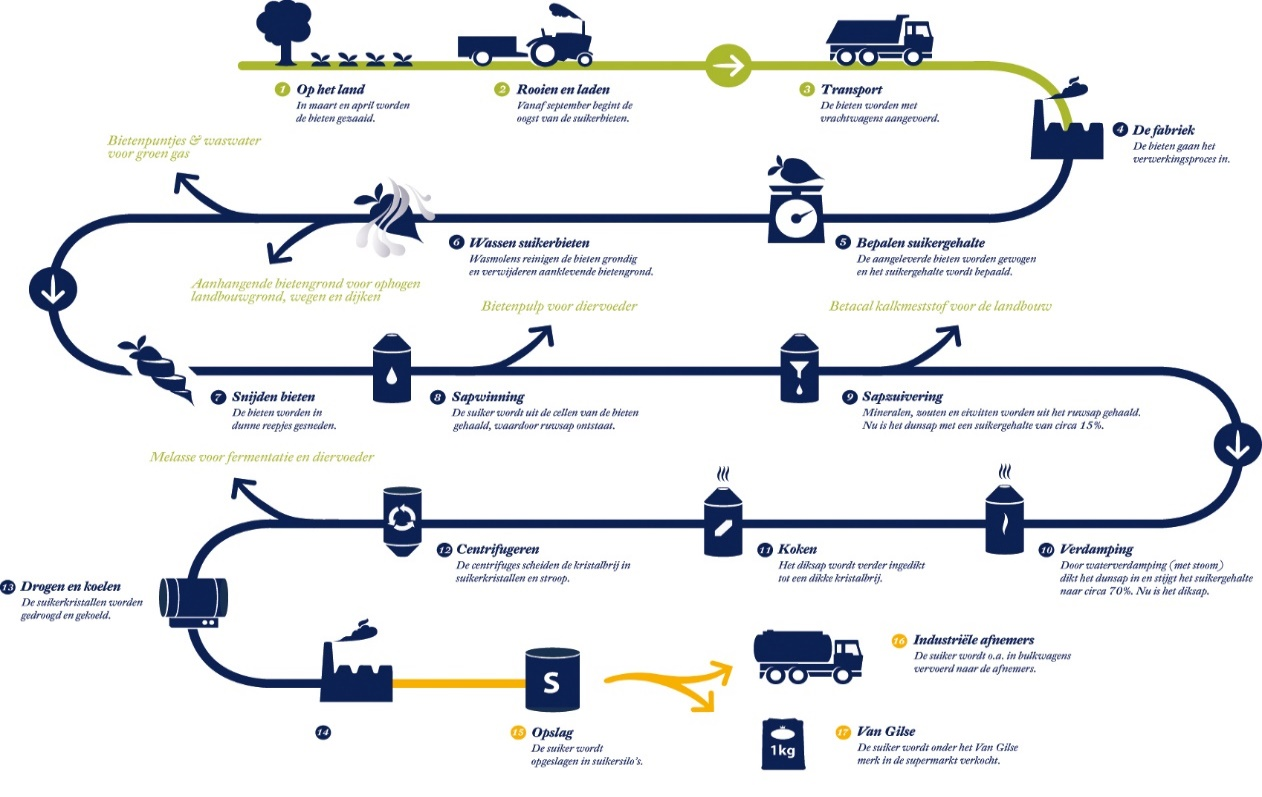 1 Op het land
In maart en april worden
de bieten gezaaid.
2 Rooien en laden
Vanaf september begint de
oogst van de suikerbieten.
3 Transport
De bieten worden met
vrachtwagens aangevoerd.
4 De fabriek
De bieten gaan het
verwerkingsproces in.
Bietenpuntjes & waswater
voor groen gas
5 Bepalen suikergehalte
De aangeleverde bieten worden gewogen
en het suikergehalte wordt bepaald.
6 Wassen suikerbieten
Wasmolens reinigen de bieten grondig
en verwijderen aanklevende bietengrond.
Aanhangende bietengrond voor ophogen
landbouwgrond, wegen en dijken
Bietenpulp voor diervoeder
Betacal kalkmeststof voor de landbouw
7 Snijden bieten
De bieten worden in
dunne reepjes gesneden.
8 Sapwinning
De suiker wordt uit de cellen van de bieten
gehaald, waardoor ruwsap ontstaat.
9 Sapzuivering
Mineralen, zouten en eiwitten worden uit het ruwsap gehaald.
Nu is het dunsap met een suikergehalte van circa 15%.
Melasse voor fermentatie en diervoeder
10 Verdamping
Door waterverdamping (met stoom)
dikt het dunsap in en stijgt het suikergehalte
naar circa 70%. Nu is het diksap.
11 Koken
Het diksap wordt verder ingedikt
tot een dikke kristalbrij.
12 Centrifugeren
De centrifuges scheiden de kristalbrij in
suikerkristallen en stroop.
13 Drogen en koelen
De suikerkristallen worden
gedroogd en gekoeld.
14
S
15 Opslag
De suiker wordt
opgeslagen in suikersilo's.
16 Industriële afnemers
De suiker wordt o.a. in bulkwagens
vervoerd naar de afnemers.
1kg
17 Van Gilse
De suiker wordt onder het Van Gilse
merk in de supermarkt verkocht.